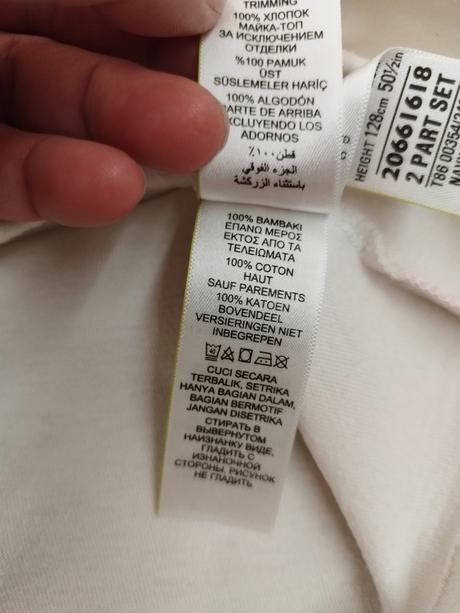 TRIMMING
100% ХЛОПОК
МАЙКА-ТОП
ЗА ИСКЛЮЧЕНИЕМ
ОТДЕЛКИ
%100 PAMUK
ÜST
SÜSLEMELER HARİÇ
100% ALGODÓN
PARTE DE ARRIBA
EXCLUYENDO LOS
ADORNOS
قطن ١٠٠٪
الجزء الفوقي
باستثناء الزركشة
100% ΒΑΜΒΑΚΙ
ΕΠΑΝΩ ΜΕΡΟΣ
ΕΚΤΟΣ ΑΠΟ ΤΑ
ΤΕΛΕΙΩΜΑΤΑ
100% COTON
HAUT
SAUF PAREMENTS
100% KATOEN
BOVENDEEL
VERSIERINGEN NIET
INBEGREPEN
40
CUCI SECARA
TERBALIK, SETRIKA
HANYA BAGIAN DALAM,
BAGIAN BERMOTIF
JANGAN DISETRIKA
СТИРАТЬ В
ВЫВЕРНУТОМ
НАИЗНАНКУ ВИДЕ,
ГЛАДИТЬ С
ИЗНАНОЧНОЙ
СТОРОНЫ, РИСУНОК
НЕ ГЛАДИТЬ
HEIGHT 128cm 50½in
20661618
2 PART SET
T86 00354